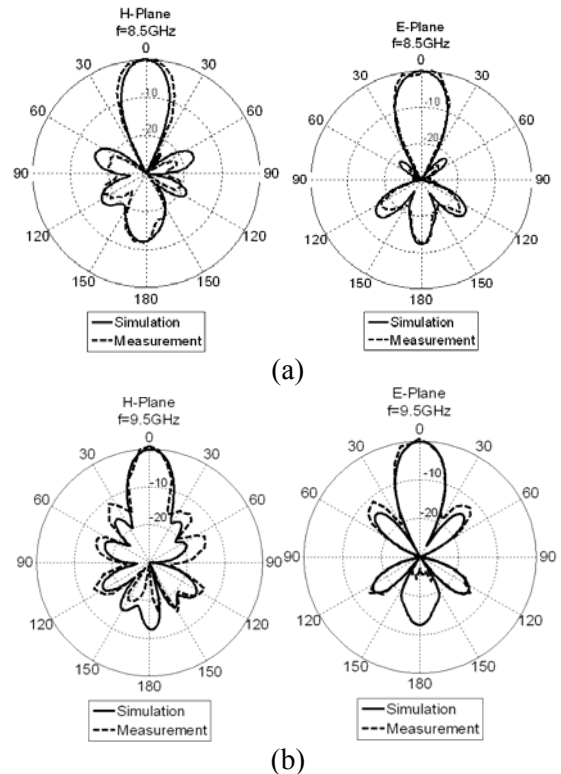 H-Plane
f=8.5GHz
0
30 30
-10
60 60
-20
90 90
120 120
150 150
180
Simulation
Measurement
E-Plane
f=8.5GHz
0
30 30
-10
60 60
-20
90 90
120 120
150 150
180
Simulation
Measurement
(a)
H-Plane
f=9.5GHz
0
30 30
-10
60 60
-20
90 90
120 120
150 150
180
Simulation
Measurement
E-Plane
f=9.5GHz
0
30 30
-10
60 60
-20
90 90
120 120
150 150
180
Simulation
Measurement
(b)